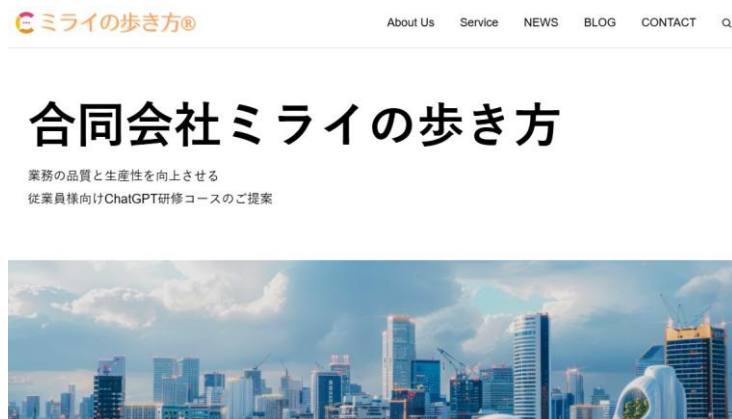 ミライの歩き方®
About Us Service NEWS BLOG CONTACT
合同会社ミライの歩き方
業務の品質と生産性を向上させる
従業員様向けChatGPT研修コースのご提案